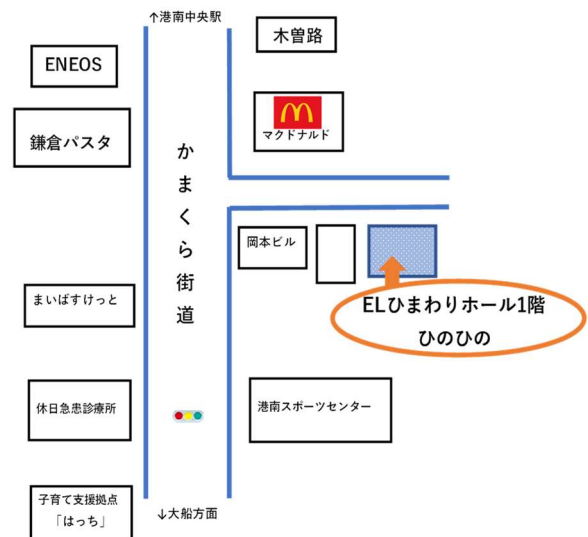 ↑港南中央駅
木曽路
ENEOS
マクドナルド
鎌倉パスタ
かまくら街道
岡本ビル
まいばすけっと
ELひまわりホール1階
ひのひの
休日急患診療所
港南スポーツセンター
子育て支援拠点
「はっち」
↓大船方面